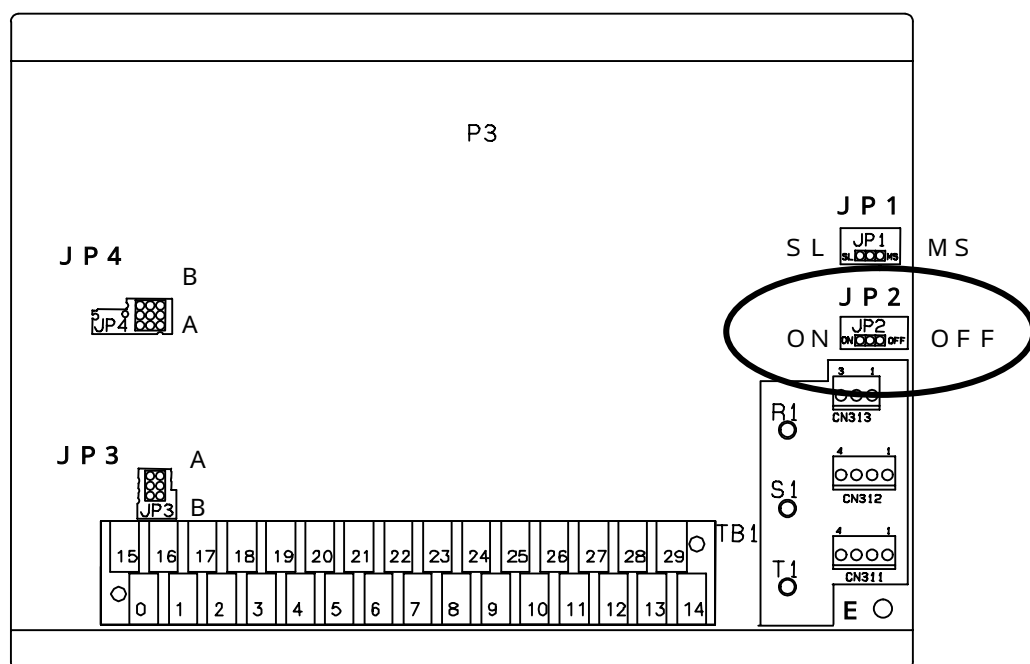 P3
JP1
SL JP1 MS
SL MS
JP4
B
JP4 A
JP2
ON JP2 OFF
ON OFF
3 1
CN313
R1
JP3
A
JP3 B
4 1
CN312
S1
TB1
15 16 17 18 19 20 21 22 23 24 25 26 27 28 29
4 1
CN311
T1
0 1 2 3 4 5 6 7 8 9 10 11 12 13 14
E